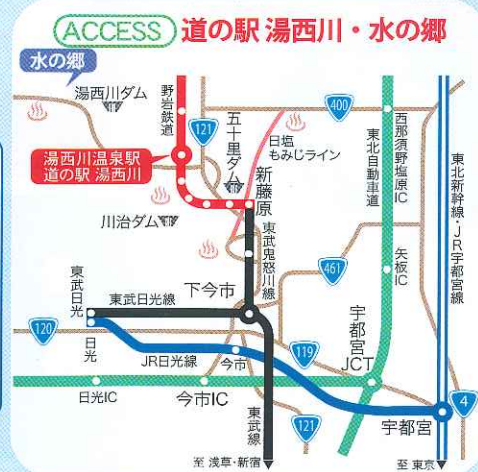 ACCESS 道の駅 湯西川・水の郷
水の郷
湯西川ダム
野岩鉄道
121
五十里ダム
日塩
もみじライン
400
西那須野塩原IC
東北自動車道
東北新幹線・JR宇都宮線
湯西川温泉駅
道の駅 湯西川
新藤原
川治ダム
東武鬼怒川線
461
矢板IC
東武日光
東武日光線
下今市
宇都宮
JCT
120
日光
JR日光線
今市
119
日光IC
今市IC
東武線
121
宇都宮
4
至 浅草・新宿
至 東京